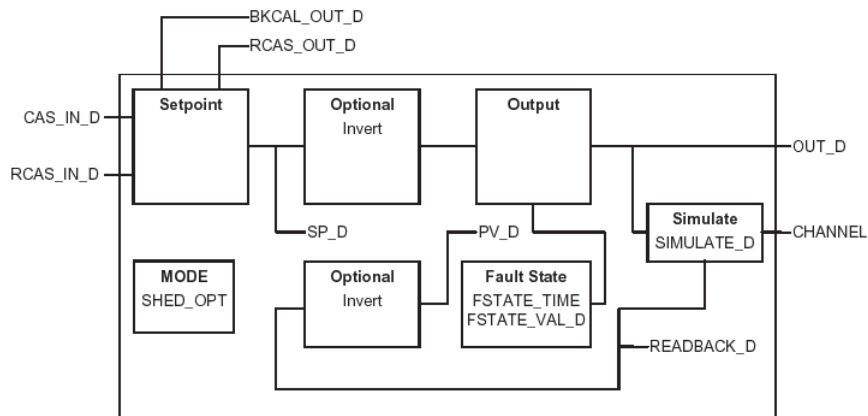 BKCAL_OUT_D
RCAS_OUT_D
Setpoint
Optional
Invert
Output
CAS_IN_D
RCAS_IN_D
OUT_D
SP_D
PV_D
Simulate
SIMULATE_D
CHANNEL
MODE
SHED_OPT
Optional
Invert
Fault State
FSTATE_TIME
FSTATE_VAL_D
READBACK_D